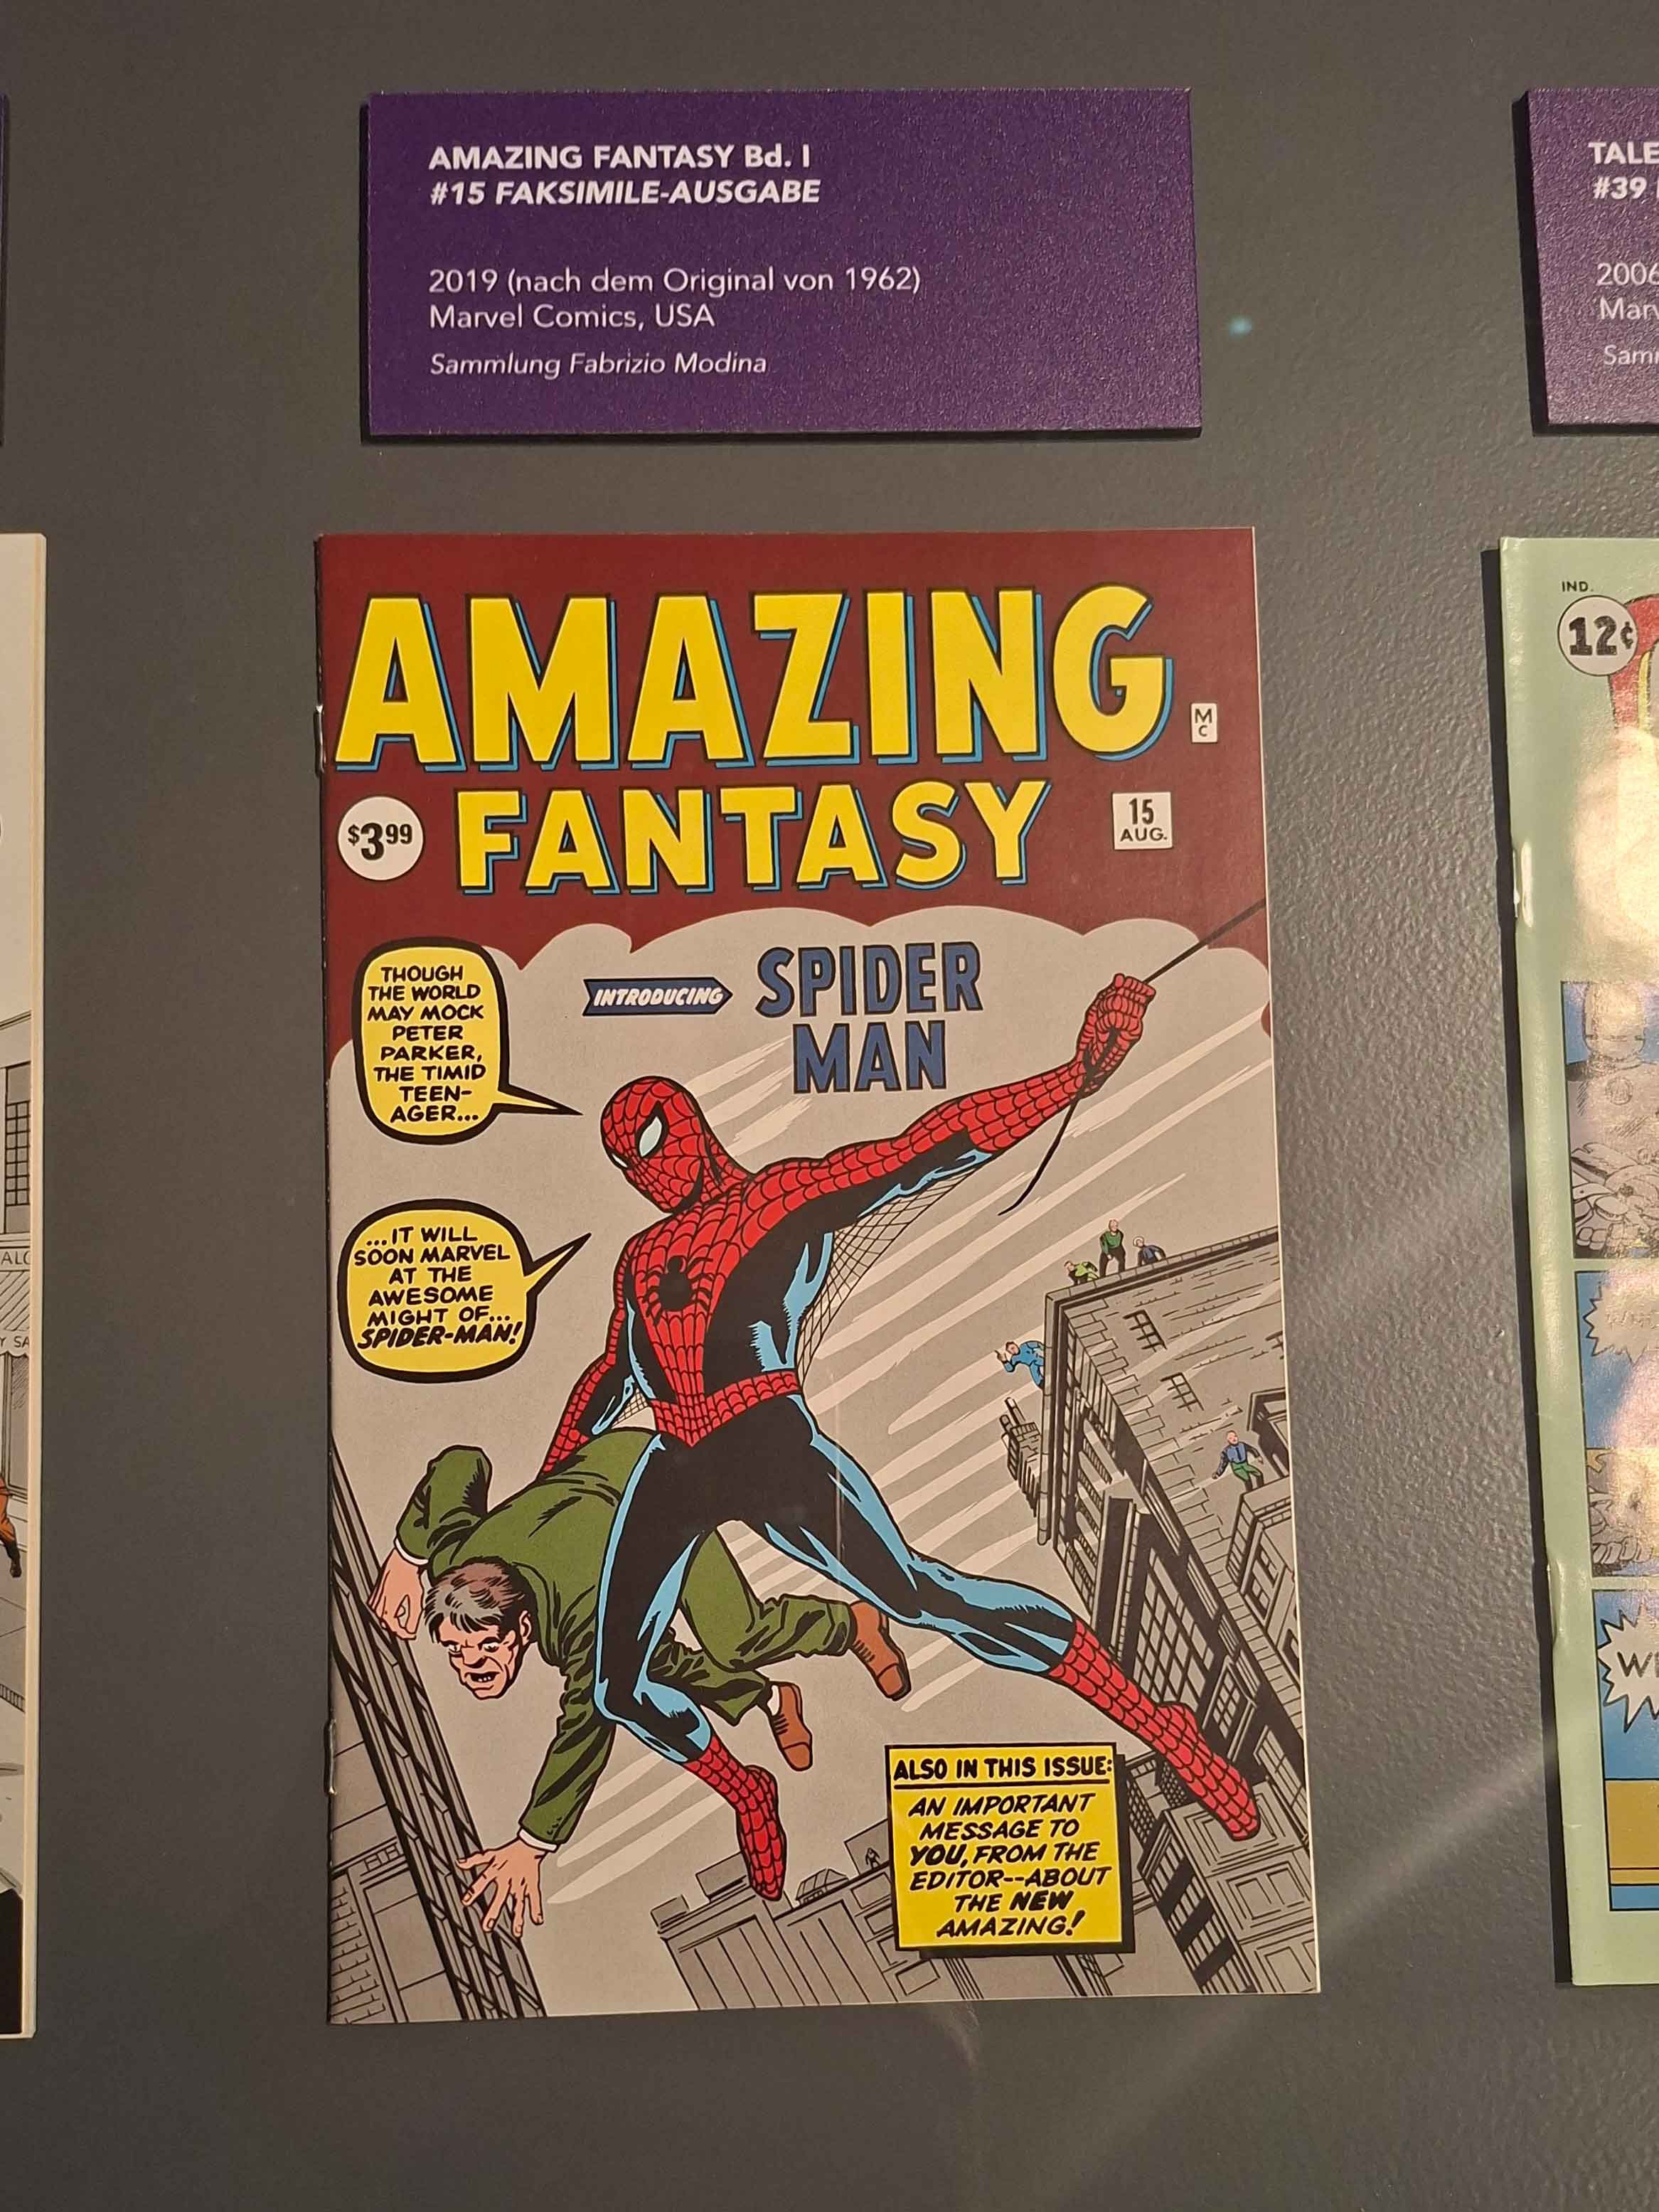 AMAZING FANTASY Bd. I
#15 FAKSIMILE-AUSGABE
2019 (nach dem Original von 1962)
Marvel Comics, USA
Sammlung Fabrizio Modina
#39
2006
IND.
12¢
AMAZING
MC
$3.99
FANTASY
15
AUG.
INTRODUCING
SPIDER
MAN
THOUGH
THE WORLD
MAY MOCK
PETER
PARKER,
THE TIMID
TEEN-
AGER...
...IT WILL
SOON MARVEL
AT THE
AWESOME
MIGHT OF...
SPIDER-MAN!
ALSO IN THIS ISSUE:
AN IMPORTANT
MESSAGE TO
YOU, FROM THE
EDITOR--ABOUT
THE NEW
AMAZING!